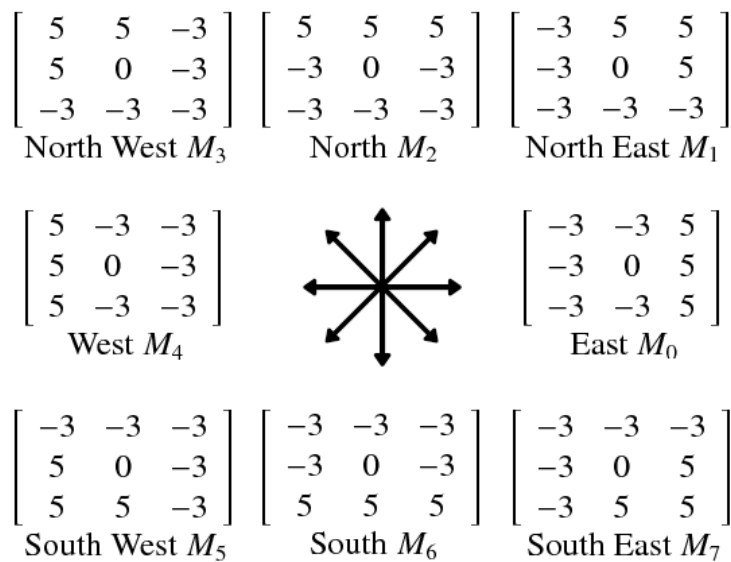 5 5 −3 5 5 5 −3 5 5
5 0 −3 −3 0 −3 −3 0 5
−3 −3 −3 −3 −3 −3 −3 −3 −3
North West M3 North M2 North East M1
5 −3 −3 −3 −3 5
5 0 −3 −3 0 5
5 −3 −3 −3 −3 5
West M4 East M0
−3 −3 −3 −3 −3 −3 −3 −3 −3
5 0 −3 −3 0 −3 −3 0 5
5 5 −3 5 5 5 −3 5 5
South West M5 South M6 South East M7